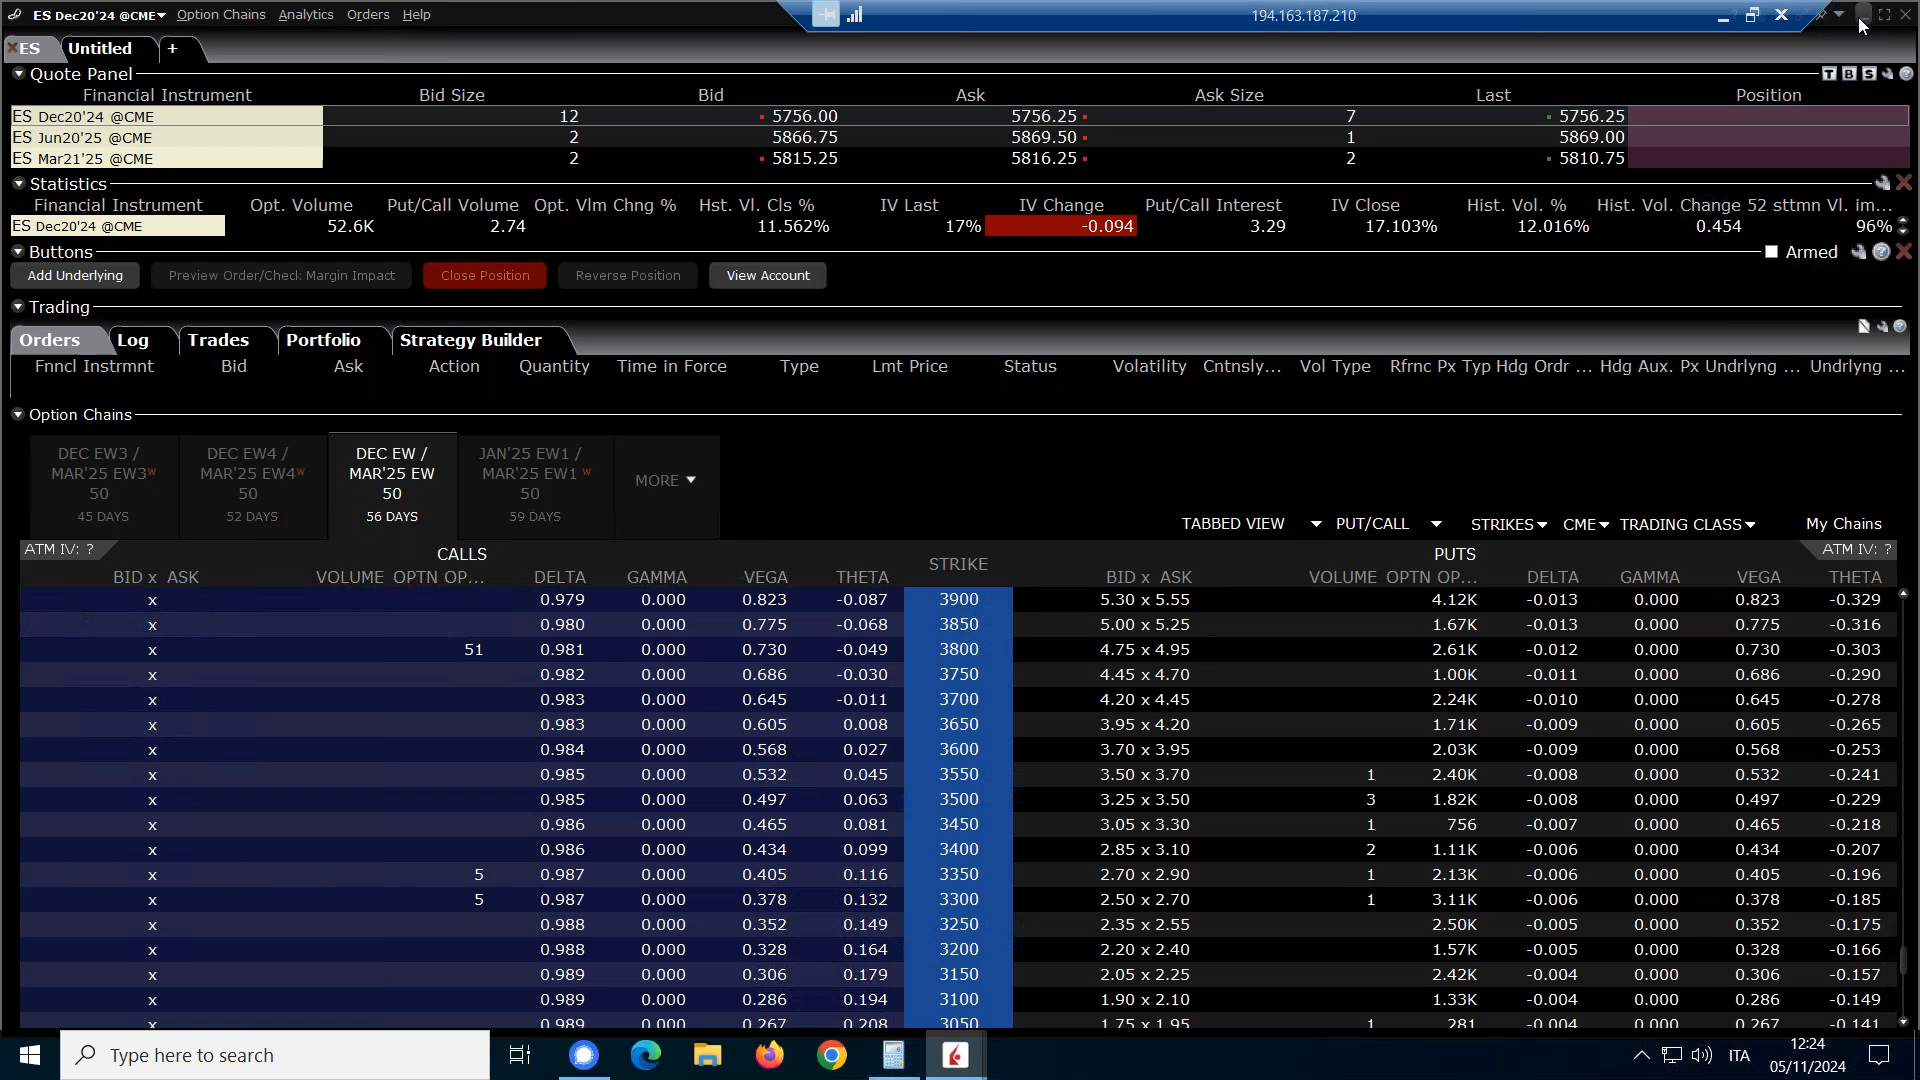 ES Dec20'24 @CME Option Chains Analytics Orders Help 194.163.187.210
ES Untitled +
Quote Panel T B S
Financial Instrument Bid Size Bid Ask Ask Size Last Position
ES Dec20'24 @CME 12 5756.00 5756.25 7 5756.25
ES Jun20'25 @CME 2 5866.75 5869.50 1 5869.00
ES Mar21'25 @CME 2 5815.25 5816.25 2 5810.75
Statistics
Financial Instrument Opt. Volume Put/Call Volume Opt. Vlm Chng % Hst. Vl. Cls % IV Last IV Change Put/Call Interest IV Close Hist. Vol. % Hist. Vol. Change 52 sttmn Vl. im...
ES Dec20'24 @CME 52.6K 2.74 11.562% 17% -0.094 3.29 17.103% 12.016% 0.454 96%
Buttons Armed
Add Underlying Preview Order/Check Margin Impact Close Position Reverse Position View Account
Trading
Orders Log Trades Portfolio Strategy Builder
Fnncl Instrmnt Bid Ask Action Quantity Time in Force Type Lmt Price Status Volatility Cntnsly... Vol Type Rfrnc Px Typ Hdg Ordr ... Hdg Aux. Px Undrlyng ... Undrlyng ...
Option Chains
DEC EW3 / DEC EW4 / DEC EW / JAN'25 EW1 /
MAR'25 EW3w MAR'25 EW4w MAR'25 EW MAR'25 EW1 w MORE
50 50 50 50
45 DAYS 52 DAYS 56 DAYS 59 DAYS
TABBED VIEW PUT/CALL STRIKES CME TRADING CLASS My Chains
ATM IV: ? CALLS STRIKE PUTS ATM IV: ?
BID x ASK VOLUME OPTN OP... DELTA GAMMA VEGA THETA BID x ASK VOLUME OPTN OP... DELTA GAMMA VEGA THETA
x 0.979 0.000 0.823 -0.087 3900 5.30 x 5.55 4.12K -0.013 0.000 0.823 -0.329
x 0.980 0.000 0.775 -0.068 3850 5.00 x 5.25 1.67K -0.013 0.000 0.775 -0.316
x 51 0.981 0.000 0.730 -0.049 3800 4.75 x 4.95 2.61K -0.012 0.000 0.730 -0.303
x 0.982 0.000 0.686 -0.030 3750 4.45 x 4.70 1.00K -0.011 0.000 0.686 -0.290
x 0.983 0.000 0.645 -0.011 3700 4.20 x 4.45 2.24K -0.010 0.000 0.645 -0.278
x 0.983 0.000 0.605 0.008 3650 3.95 x 4.20 1.71K -0.009 0.000 0.605 -0.265
x 0.984 0.000 0.568 0.027 3600 3.70 x 3.95 2.03K -0.009 0.000 0.568 -0.253
x 0.985 0.000 0.532 0.045 3550 3.50 x 3.70 1 2.40K -0.008 0.000 0.532 -0.241
x 0.985 0.000 0.497 0.063 3500 3.25 x 3.50 3 1.82K -0.008 0.000 0.497 -0.229
x 0.986 0.000 0.465 0.081 3450 3.05 x 3.30 1 756 -0.007 0.000 0.465 -0.218
x 0.986 0.000 0.434 0.099 3400 2.85 x 3.10 2 1.11K -0.006 0.000 0.434 -0.207
x 5 0.987 0.000 0.405 0.116 3350 2.70 x 2.90 1 2.13K -0.006 0.000 0.405 -0.196
x 5 0.987 0.000 0.378 0.132 3300 2.50 x 2.70 1 3.11K -0.006 0.000 0.378 -0.185
x 0.988 0.000 0.352 0.149 3250 2.35 x 2.55 2.50K -0.005 0.000 0.352 -0.175
x 0.988 0.000 0.328 0.164 3200 2.20 x 2.40 1.57K -0.005 0.000 0.328 -0.166
x 0.989 0.000 0.306 0.179 3150 2.05 x 2.25 2.42K -0.004 0.000 0.306 -0.157
x 0.989 0.000 0.286 0.194 3100 1.90 x 2.10 1.33K -0.004 0.000 0.286 -0.149
x 0.989 0.000 0.267 0.208 3050 1.75 x 1.95 1 281 -0.004 0.000 0.267 -0.141
Type here to search ITA 12:24
05/11/2024